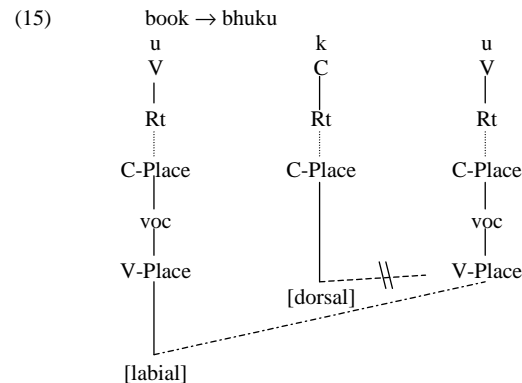 (15) book → bhuku
u k u
V C V
Rt Rt Rt
C-Place C-Place C-Place
voc voc
V-Place V-Place
[dorsal]
[labial]